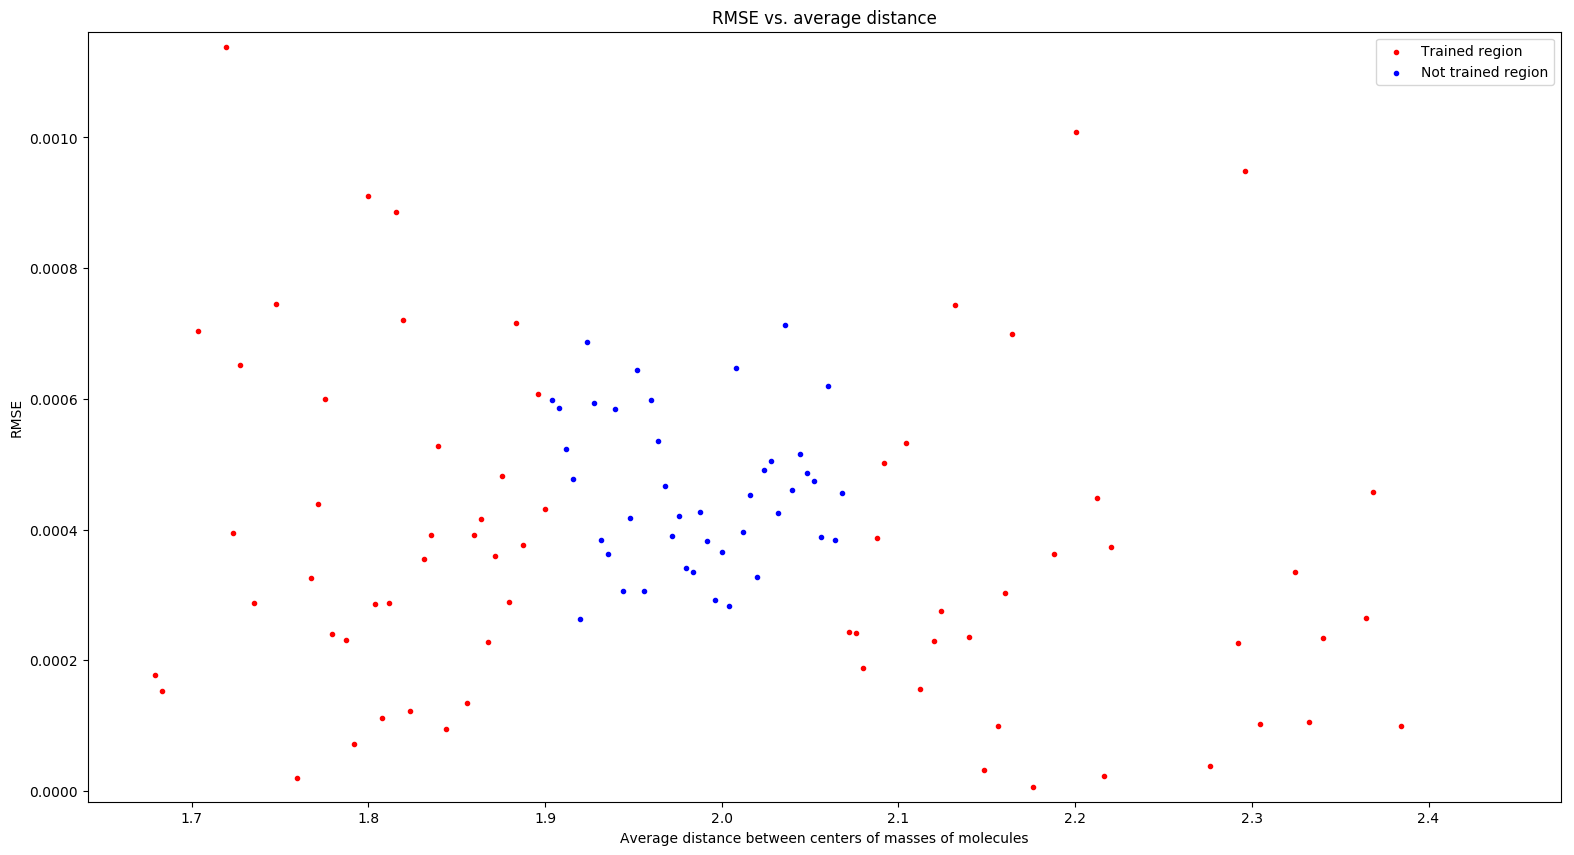 RMSE vs. average distance
Trained region
Not trained region
0.0010
0.0008
0.0006
0.0004
0.0002
0.0000
RMSE
1.7 1.8 1.9 2.0 2.1 2.2 2.3 2.4
Average distance between centers of masses of molecules